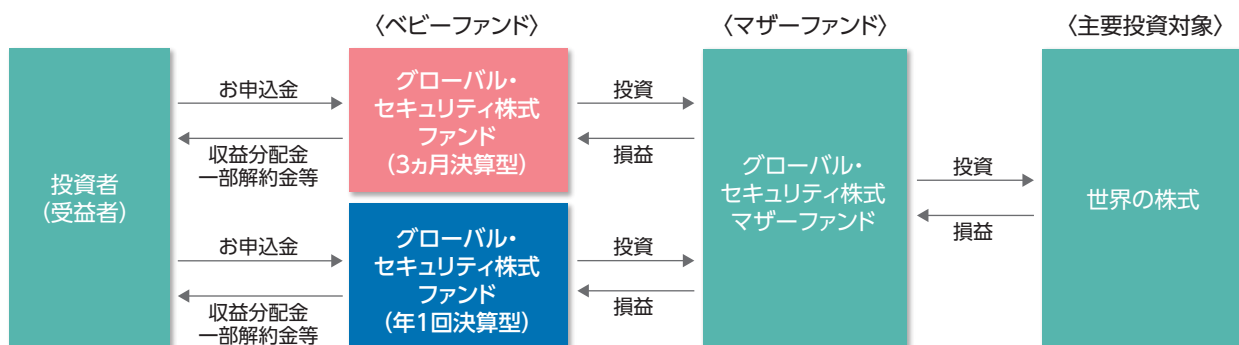 〈ベビーファンド〉
〈マザーファンド〉
〈主要投資対象〉
投資者
(受益者)
お申込金
収益分配金
一部解約金等
グローバル・
セキュリティ株式
ファンド
(3ヵ月決算型)
投資
損益
お申込金
収益分配金
一部解約金等
グローバル・
セキュリティ株式
ファンド
(年1回決算型)
投資
損益
グローバル・
セキュリティ株式
マザーファンド
投資
損益
世界の株式